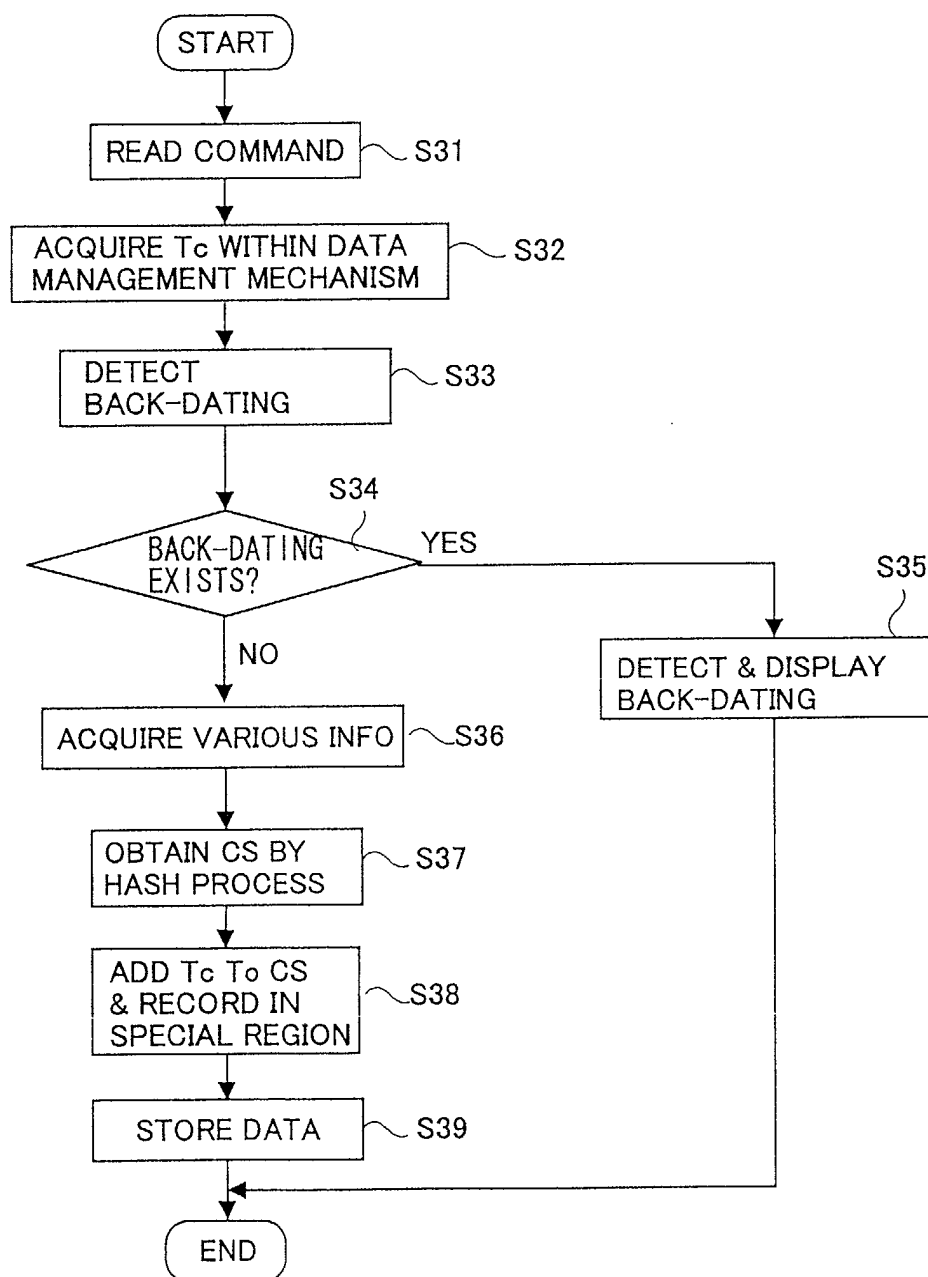 START
READ COMMAND
S31
ACQUIRE Tc WITHIN DATA
MANAGEMENT MECHANISM
S32
DETECT
BACK-DATING
S33
S34
BACK-DATING
EXISTS?
YES
NO
S35
DETECT & DISPLAY
BACK-DATING
ACQUIRE VARIOUS INFO
S36
OBTAIN CS BY
HASH PROCESS
S37
ADD Tc To CS
& RECORD IN
SPECIAL REGION
S38
STORE DATA
S39
END